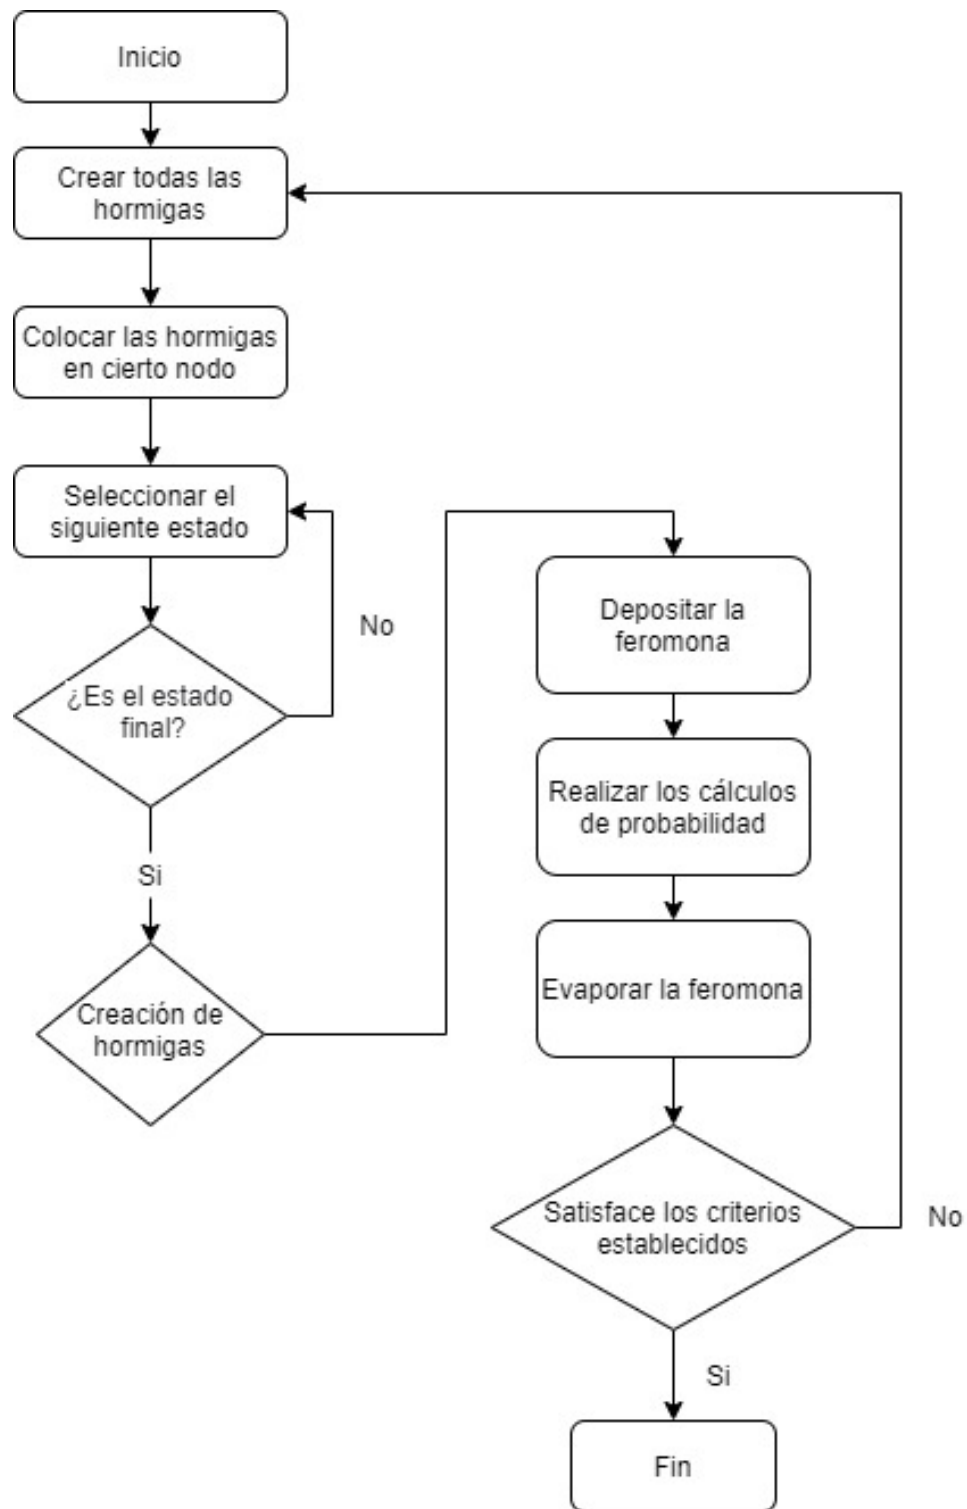 Inicio
Crear todas las
hormigas
Colocar las hormigas
en cierto nodo
Seleccionar el
siguiente estado
No
¿Es el estado
final?
Si
Creación de
hormigas
Depositar la
feromona
Realizar los cálculos
de probabilidad
Evaporar la feromona
Satisface los criterios
establecidos
No
Si
Fin